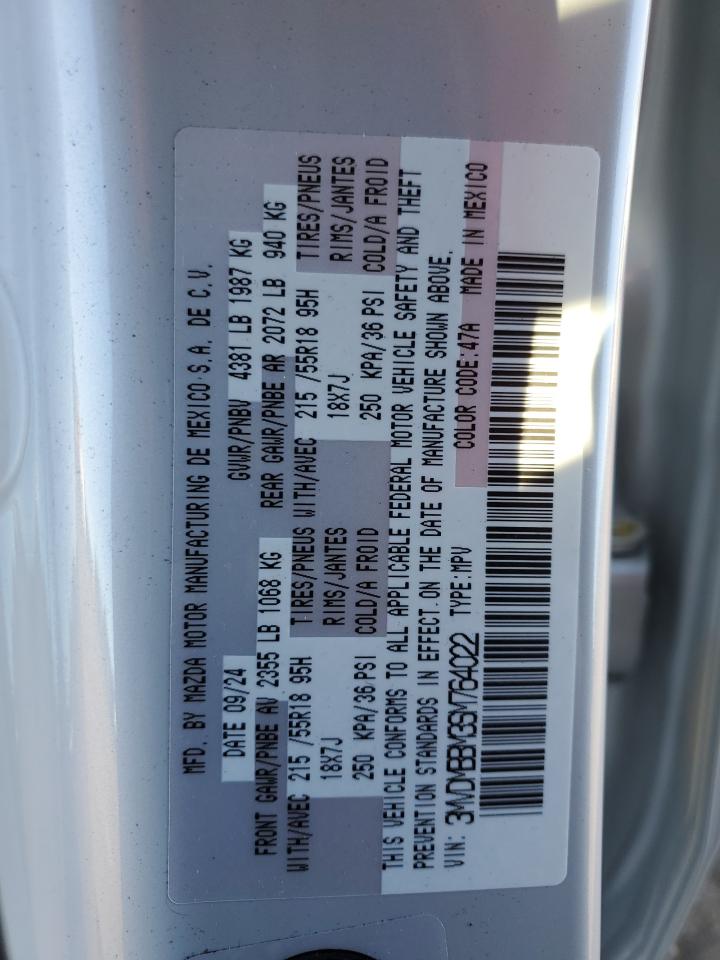 MFD. BY MAZDA MOTOR MANUFACTURING DE MEXICO S.A. DE C.V.
DATE 09/24 GVWR/PNBV 4381 LB 1987 KG
FRONT GAWR/PNBE AV 2355 LB 1068 KG REAR GAWR/PNBE AR 2072 LB 940 KG
WITH/AVEC 215 /55R18 95H TIRES/PNEUS WITH/AVEC 215 /55R18 95H TIRES/PNEUS
18X7J RIMS/JANTES 18X7J RIMS/JANTES
250 KPA/36 PSI COLD/A FROID 250 KPA/36 PSI COLD/A FROID
THIS VEHICLE CONFORMS TO ALL APPLICABLE FEDERAL MOTOR VEHICLE SAFETY AND THEFT
PREVENTION STANDARDS IN EFFECT ON THE DATE OF MANUFACTURE SHOWN ABOVE.
VIN: 3MVDMBBM3SM764022 TYPE:MPV COLOR CODE:47A MADE IN MEXICO